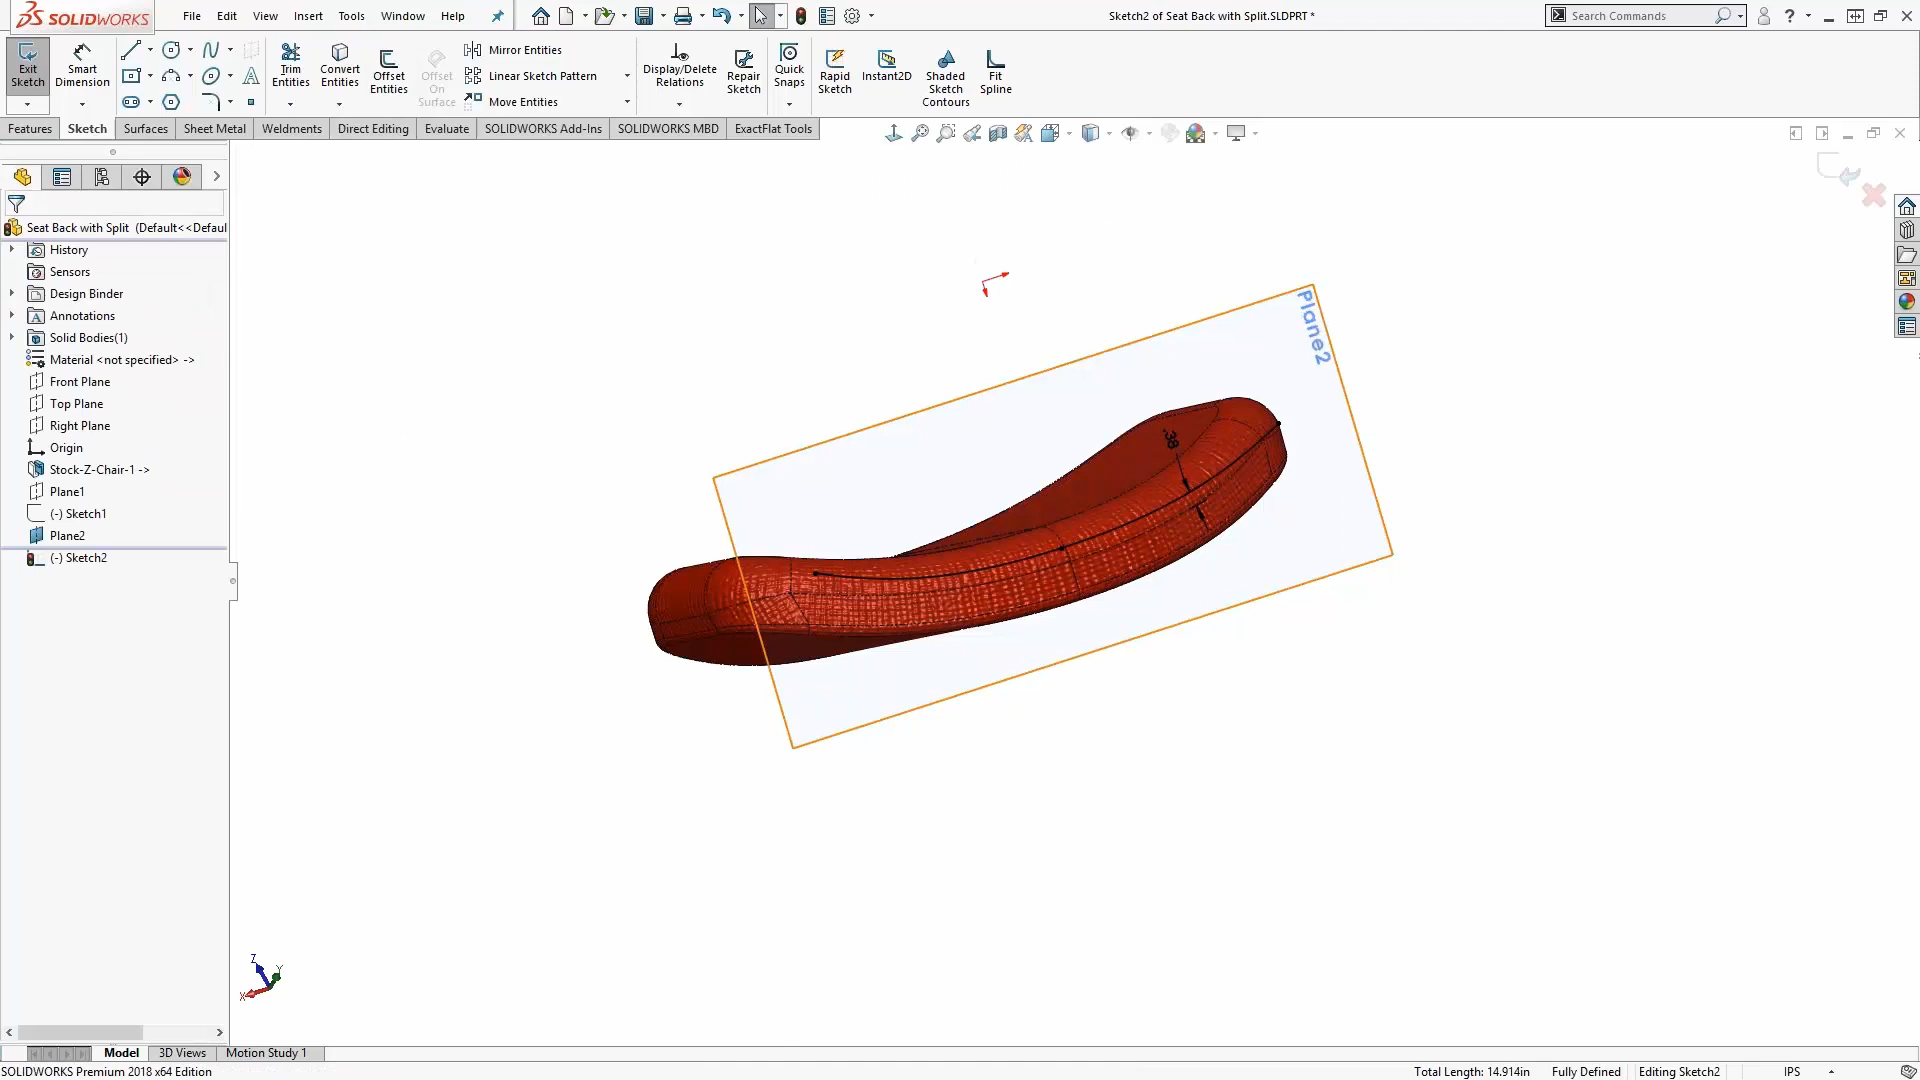 SOLIDWORKS
File Edit View Insert Tools Window Help
Sketch2 of Seat Back with Split.SLDPRT *
Search Commands
Exit Sketch
Smart Dimension
Trim Entities
Convert Entities
Offset Entities
Offset On Surface
Mirror Entities
Linear Sketch Pattern
Move Entities
Display/Delete Relations
Repair Sketch
Quick Snaps
Rapid Sketch
Instant2D
Shaded Sketch Contours
Fit Spline
Features Sketch Surfaces Sheet Metal Weldments Direct Editing Evaluate SOLIDWORKS Add-Ins SOLIDWORKS MBD ExactFlat Tools
Seat Back with Split (Default<<Defaul
History
Sensors
Design Binder
Annotations
Solid Bodies(1)
Material <not specified> ->
Front Plane
Top Plane
Right Plane
Origin
Stock-Z-Chair-1 ->
Plane1
(-) Sketch1
Plane2
(-) Sketch2
Plane2
.38
Z
Y
X
Model 3D Views Motion Study 1
SOLIDWORKS Premium 2018 x64 Edition
Total Length: 14.914in Fully Defined Editing Sketch2 IPS